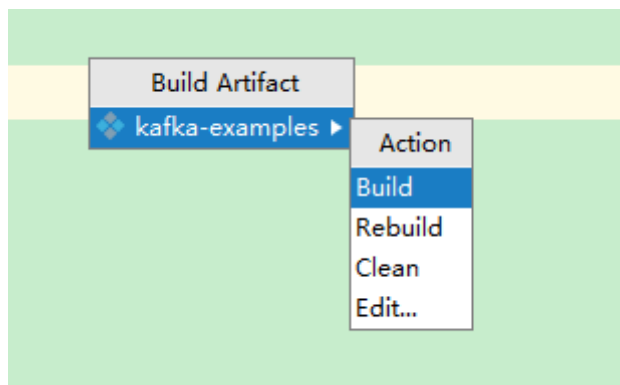 Build Artifact
kafka-examples
Action
Build
Rebuild
Clean
Edit...